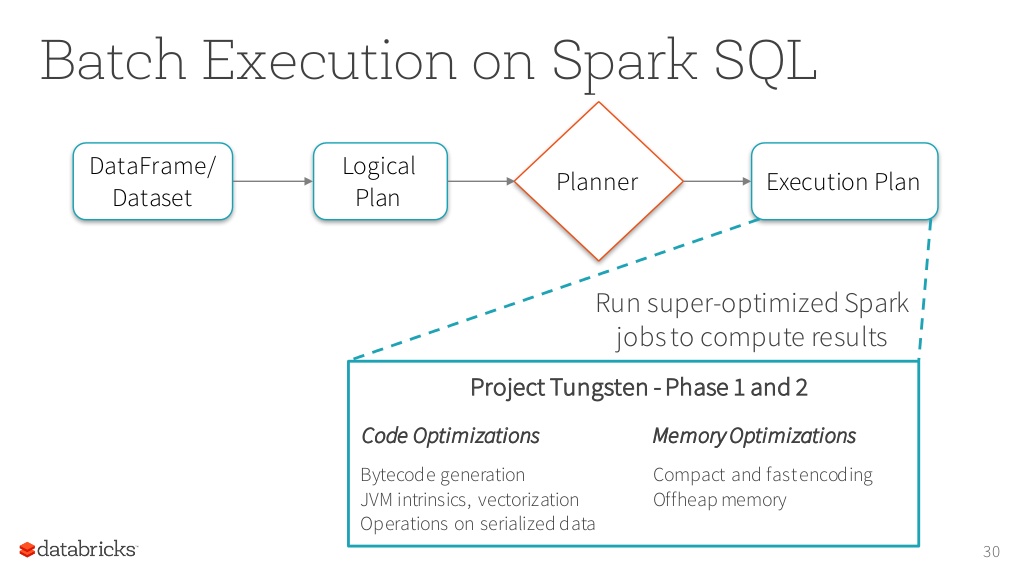 Batch Execution on Spark SQL
DataFrame/
Dataset
Logical
Plan
Planner
Execution Plan
Run super-optimized Spark
jobs to compute results
Project Tungsten - Phase 1 and 2
Code Optimizations
Bytecode generation
JVM intrinsics, vectorization
Operations on serialized data
Memory Optimizations
Compact and fast encoding
Offheap memory
databricks
30